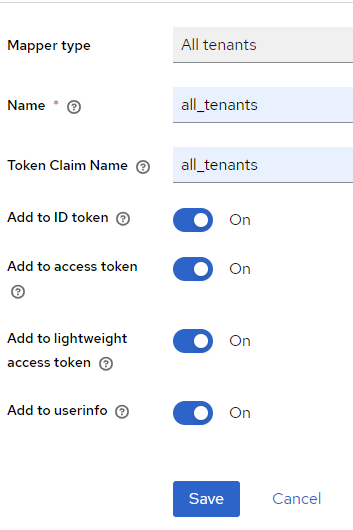 Mapper type
All tenants
Name * ?
all_tenants
Token Claim Name ?
all_tenants
Add to ID token ?
On
Add to access token
?
On
Add to lightweight
access token ?
On
Add to userinfo ?
On
Save
Cancel